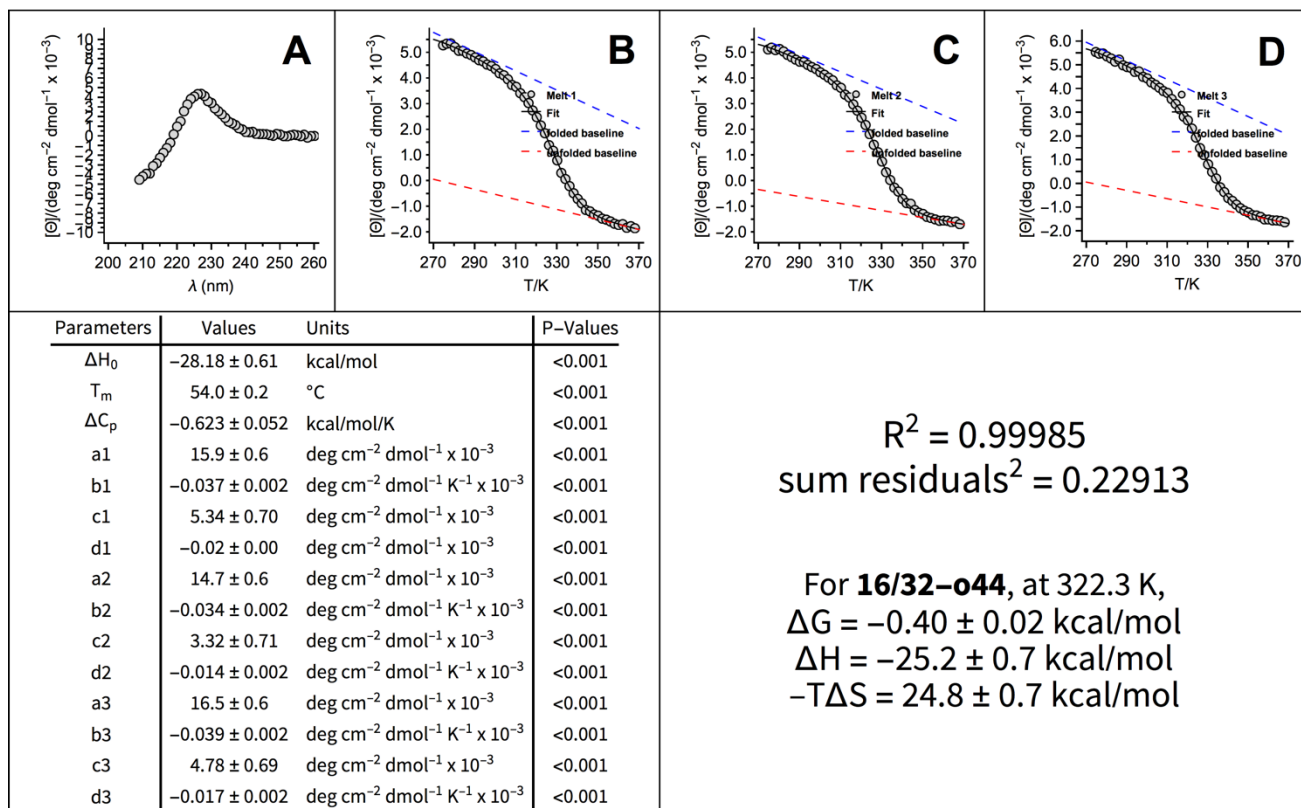 A
[Θ]/(deg cm⁻² dmol⁻¹ x 10⁻³)
10
9
8
7
6
5
4
3
2
1
0
−1
−2
−3
−4
−5
−6
−7
−8
−9
−10
200 210 220 230 240 250 260
λ (nm)
B
[Θ]/(deg cm⁻² dmol⁻¹ x 10⁻³)
5.0
4.0
3.0
2.0
1.0
0.0
−1.0
−2.0
Melt 1
Fit
folded baseline
unfolded baseline
270 290 310 330 350 370
T/K
C
[Θ]/(deg cm⁻² dmol⁻¹ x 10⁻³)
5.0
4.0
3.0
2.0
1.0
0.0
−1.0
−2.0
Melt 2
Fit
folded baseline
unfolded baseline
270 290 310 330 350 370
T/K
D
[Θ]/(deg cm⁻² dmol⁻¹ x 10⁻³)
6.0
5.0
4.0
3.0
2.0
1.0
0.0
−1.0
−2.0
Melt 3
Fit
folded baseline
unfolded baseline
270 290 310 330 350 370
T/K
Parameters Values Units P−Values
ΔH₀ −28.18 ± 0.61 kcal/mol <0.001
Tₘ 54.0 ± 0.2 °C <0.001
ΔCₚ −0.623 ± 0.052 kcal/mol/K <0.001
a1 15.9 ± 0.6 deg cm⁻² dmol⁻¹ x 10⁻³ <0.001
b1 −0.037 ± 0.002 deg cm⁻² dmol⁻¹ K⁻¹ x 10⁻³ <0.001
c1 5.34 ± 0.70 deg cm⁻² dmol⁻¹ x 10⁻³ <0.001
d1 −0.02 ± 0.00 deg cm⁻² dmol⁻¹ K⁻¹ x 10⁻³ <0.001
a2 14.7 ± 0.6 deg cm⁻² dmol⁻¹ x 10⁻³ <0.001
b2 −0.034 ± 0.002 deg cm⁻² dmol⁻¹ K⁻¹ x 10⁻³ <0.001
c2 3.32 ± 0.71 deg cm⁻² dmol⁻¹ x 10⁻³ <0.001
d2 −0.014 ± 0.002 deg cm⁻² dmol⁻¹ K⁻¹ x 10⁻³ <0.001
a3 16.5 ± 0.6 deg cm⁻² dmol⁻¹ x 10⁻³ <0.001
b3 −0.039 ± 0.002 deg cm⁻² dmol⁻¹ K⁻¹ x 10⁻³ <0.001
c3 4.78 ± 0.69 deg cm⁻² dmol⁻¹ x 10⁻³ <0.001
d3 −0.017 ± 0.002 deg cm⁻² dmol⁻¹ K⁻¹ x 10⁻³ <0.001
R² = 0.99985
sum residuals² = 0.22913
For 16/32−o44, at 322.3 K,
ΔG = −0.40 ± 0.02 kcal/mol
ΔH = −25.2 ± 0.7 kcal/mol
−TΔS = 24.8 ± 0.7 kcal/mol